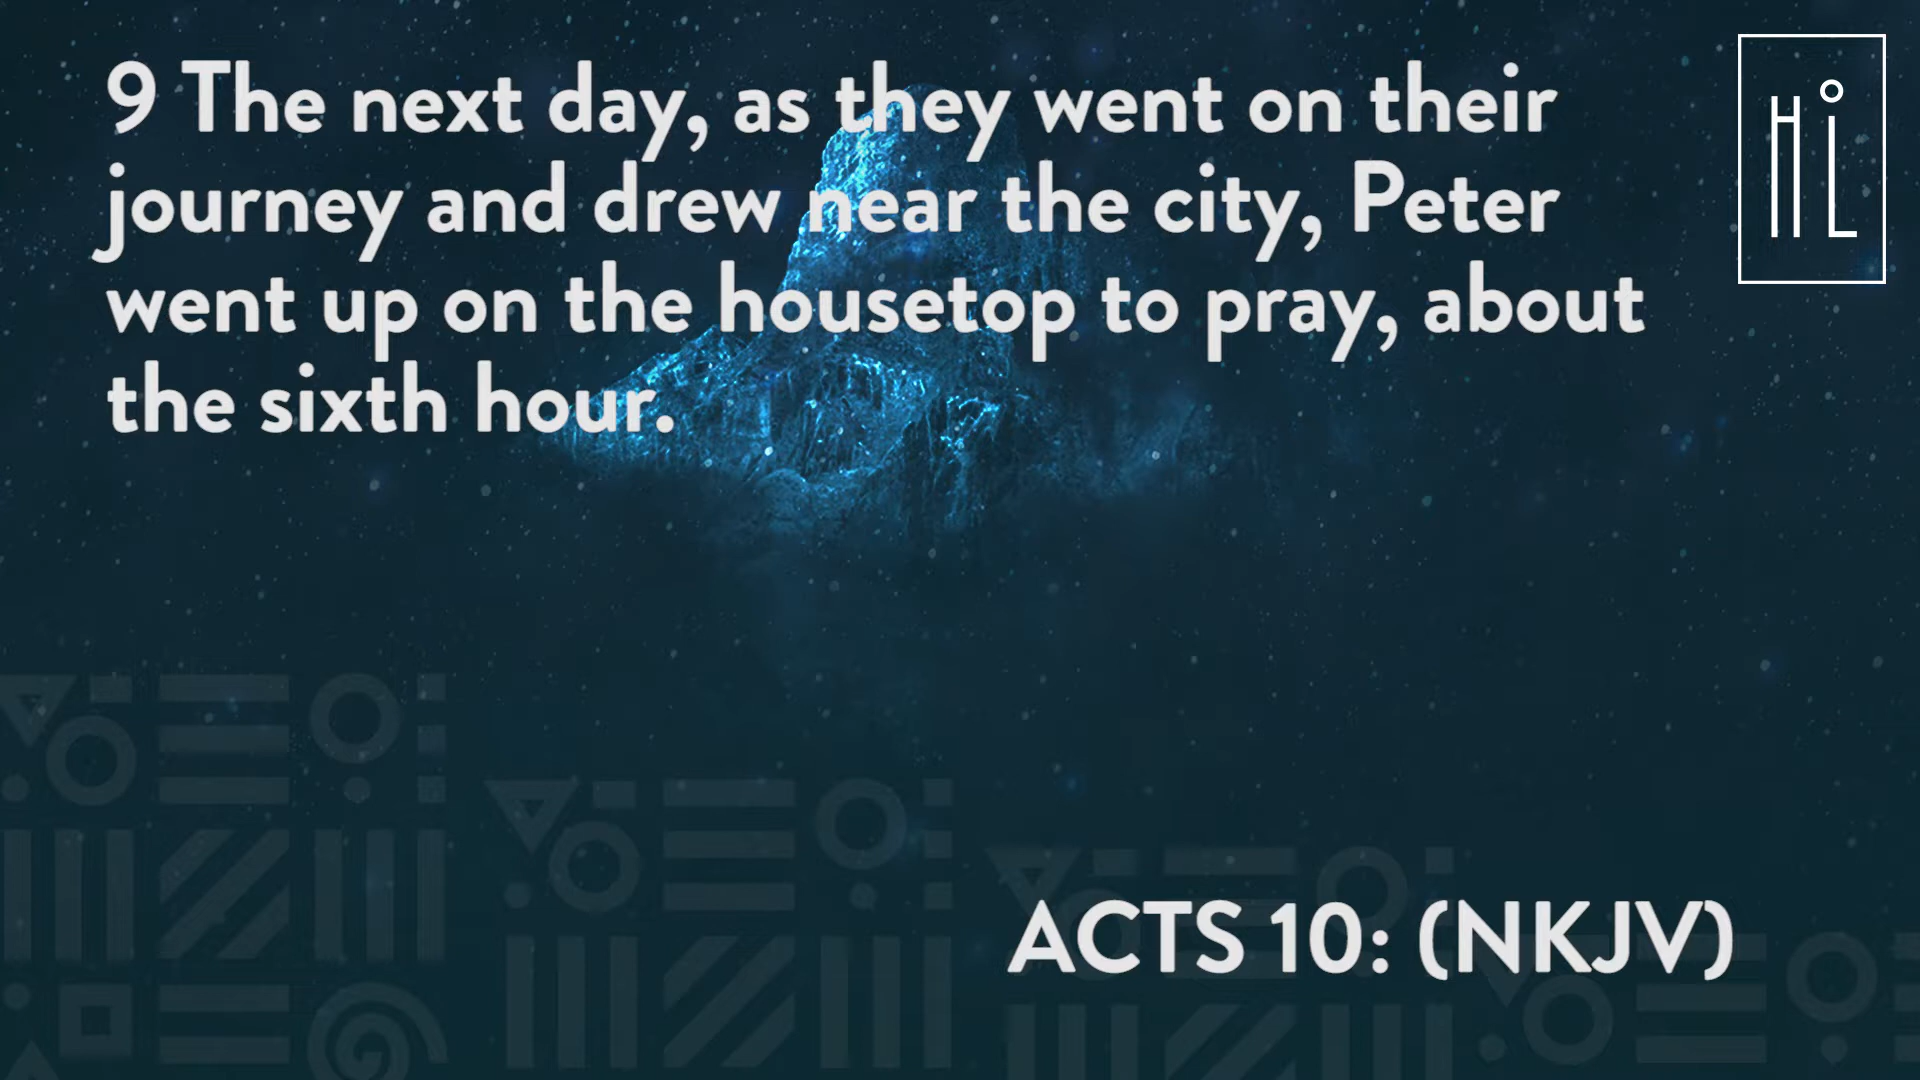 9 The next day, as they went on their
journey and drew near the city, Peter
went up on the housetop to pray, about
the sixth hour.
ACTS 10: (NKJV)
HiL